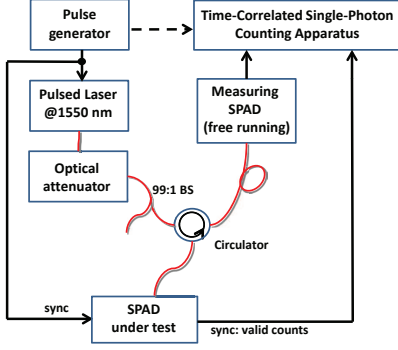 Pulse
generator
Time-Correlated Single-Photon
Counting Apparatus
Pulsed Laser
@1550 nm
Measuring
SPAD
(free running)
Optical
attenuator
99:1 BS
Circulator
sync
SPAD
under test
sync: valid counts